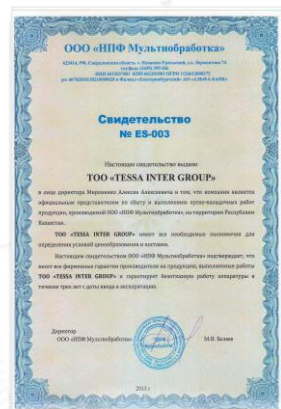 ООО «НПФ Мультиобработка»
Свидетельство
№ ES-003
Настоящее свидетельство выдано
ТОО «TESSA INTER GROUP»
в лице директора Мироненко Алексея Алексеевича в том, что компания является
официальным представителем по сбыту и выполнению пуско-наладочных работ
продукции, производимой ООО «НПФ Мультиобработка», на территории Республики
Казахстан.
ТОО «TESSA INTER GROUP» имеет все необходимые полномочия для
определения условий ценообразования и поставки.
Настоящим свидетельством ООО «НПФ Мультиобработка» подтверждает, что
несет все фирменные гарантии производителя на продукцию, выполненные работы
ТОО «TESSA INTER GROUP» и гарантирует безотказную работу аппаратуры в
течение трех лет с даты ввода в эксплуатацию.
Директор
ООО «НПФ Мультиобработка»
М.В. Беляев
2015 г